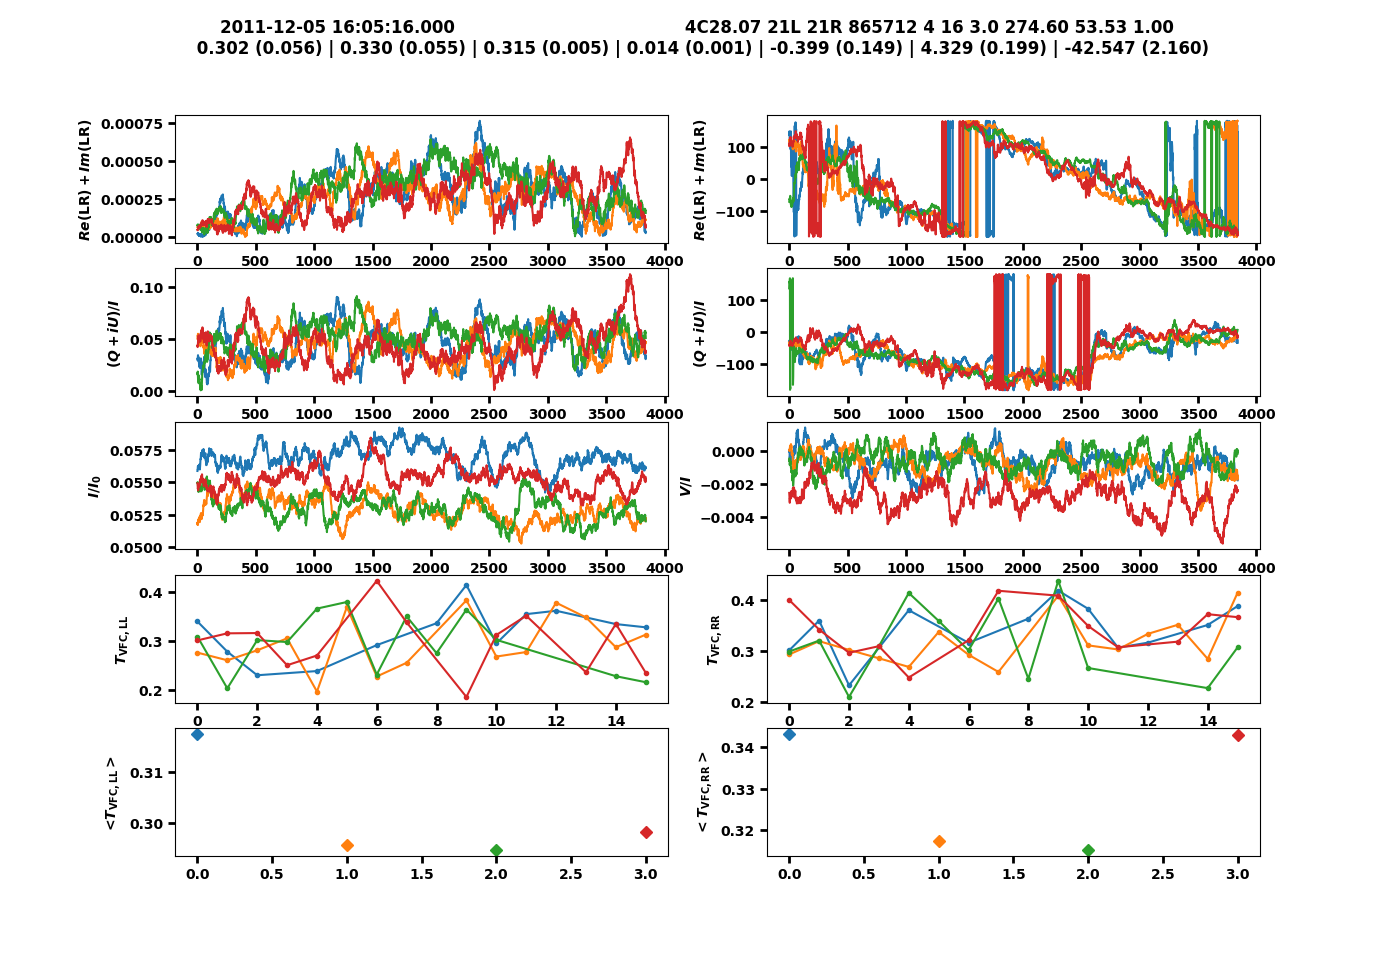 2011-12-05 16:05:16.000 4C28.07 21L 21R 865712 4 16 3.0 274.60 53.53 1.00
0.302 (0.056) | 0.330 (0.055) | 0.315 (0.005) | 0.014 (0.001) | -0.399 (0.149) | 4.329 (0.199) | -42.547 (2.160)
Re(LR) + Im(LR)
0.00075
0.00050
0.00025
0.00000
0 500 1000 1500 2000 2500 3000 3500 4000
Re(LR) + Im(LR)
100
0
−100
0 500 1000 1500 2000 2500 3000 3500 4000
(Q + iU)/I
0.10
0.05
0.00
0 500 1000 1500 2000 2500 3000 3500 4000
(Q + iU)/I
100
0
−100
0 500 1000 1500 2000 2500 3000 3500 4000
I/I0
0.0575
0.0550
0.0525
0.0500
0 500 1000 1500 2000 2500 3000 3500 4000
V/I
0.000
−0.002
−0.004
0 500 1000 1500 2000 2500 3000 3500 4000
TVFC, LL
0.4
0.3
0.2
0 2 4 6 8 10 12 14
TVFC, RR
0.4
0.3
0.2
0 2 4 6 8 10 12 14
<TVFC, LL >
0.31
0.30
0.0 0.5 1.0 1.5 2.0 2.5 3.0
< TVFC, RR >
0.34
0.33
0.32
0.0 0.5 1.0 1.5 2.0 2.5 3.0